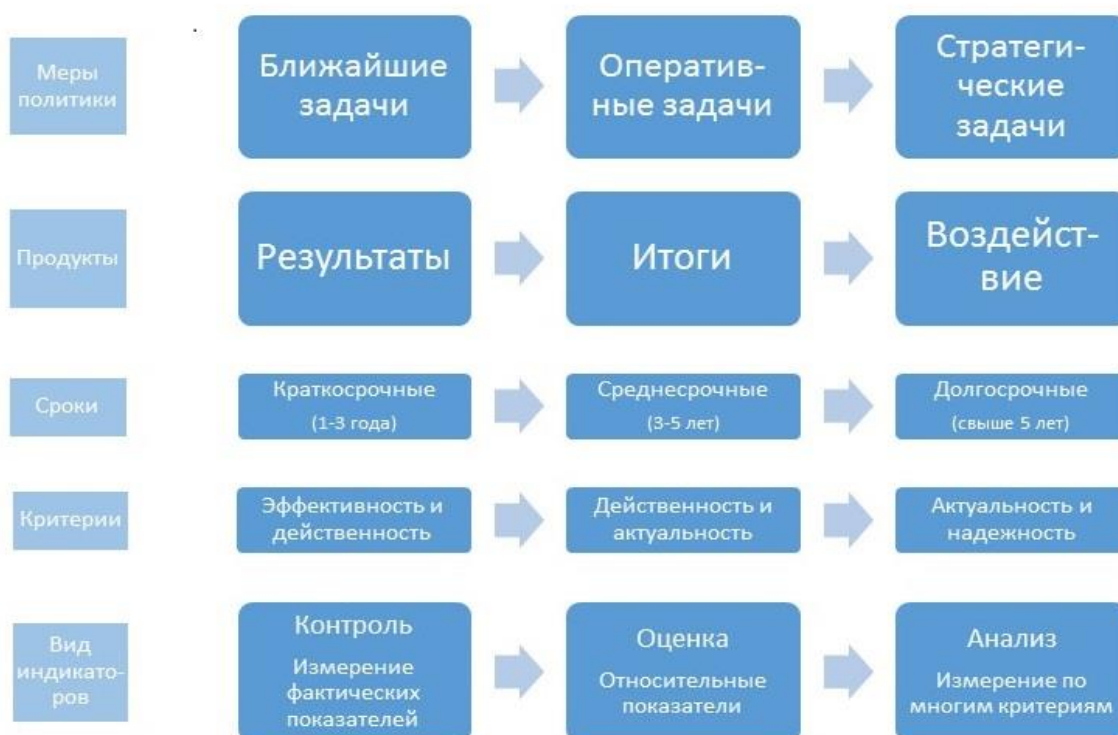 Меры
политики
Ближайшие
задачи
Оператив-
ные задачи
Стратеги-
ческие
задачи
Продукты
Результаты
Итоги
Воздейст-
вие
Сроки
Краткосрочные
(1-3 года)
Среднесрочные
(3-5 лет)
Долгосрочные
(свыше 5 лет)
Критерии
Эффективность и
действенность
Действенность и
актуальность
Актуальность и
надежность
Вид
индикато-
ров
Контроль
Измерение
фактических
показателей
Оценка
Относительные
показатели
Анализ
Измерение по
многим критериям